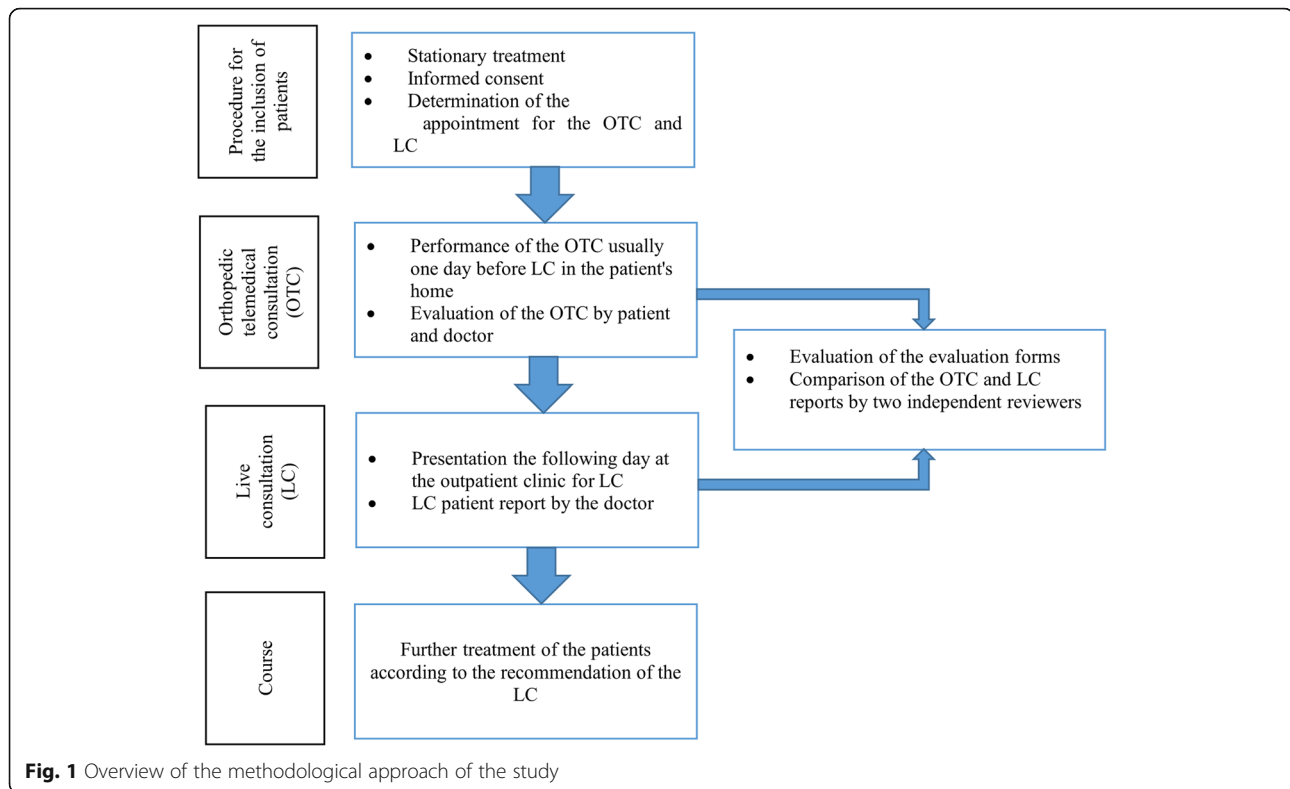 Procedure for
the inclusion of
patients
• Stationary treatment
• Informed consent
• Determination of the
appointment for the OTC and
LC
Orthopedic
telemedical
consultation
(OTC)
• Performance of the OTC usually
one day before LC in the patient's
home
• Evaluation of the OTC by patient
and doctor
• Evaluation of the evaluation forms
• Comparison of the OTC and LC
reports by two independent reviewers
Live
consultation
(LC)
• Presentation the following day at
the outpatient clinic for LC
• LC patient report by the doctor
Course
Further treatment of the patients
according to the recommendation of the
LC
Fig. 1 Overview of the methodological approach of the study